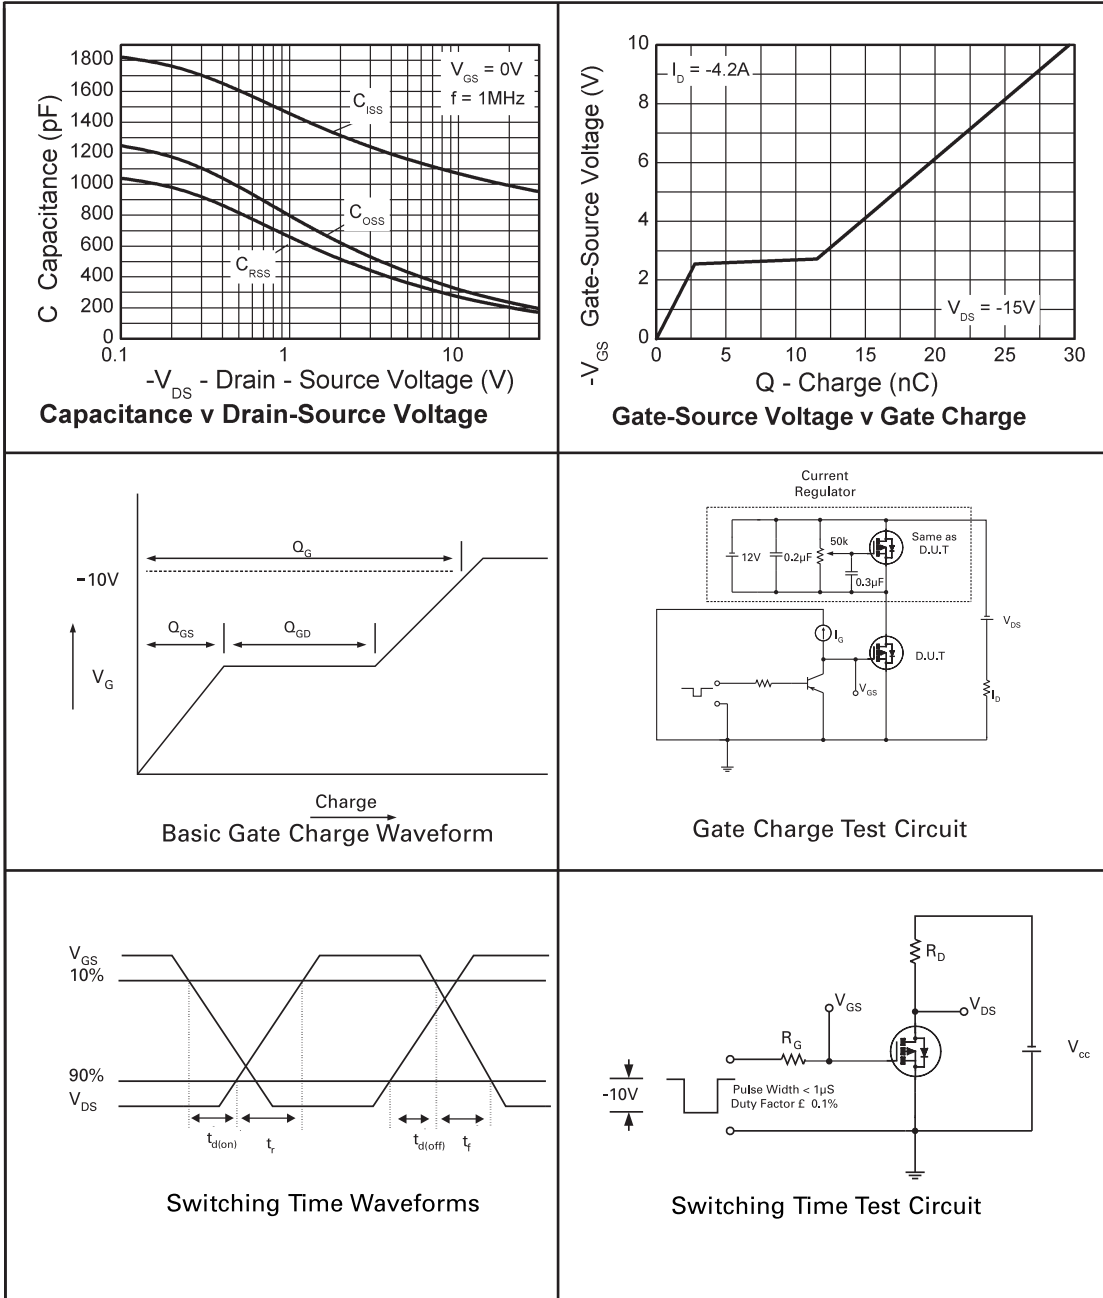 1800
1600
1400
1200
1000
800
600
400
200
0
0.1
1
10
C Capacitance (pF)
V_GS = 0V
f = 1MHz
C_ISS
C_OSS
C_RSS
-V_DS - Drain - Source Voltage (V)
Capacitance v Drain-Source Voltage
10
8
6
4
2
0
0
5
10
15
20
25
30
-V_GS Gate-Source Voltage (V)
I_D = -4.2A
V_DS = -15V
Q - Charge (nC)
Gate-Source Voltage v Gate Charge
Q_G
-10V
Q_GS
Q_GD
V_G
Charge
Basic Gate Charge Waveform
Current
Regulator
12V
0.2µF
50k
Same as
D.U.T
0.3µF
I_G
V_DS
D.U.T
V_GS
I_D
Gate Charge Test Circuit
V_GS
10%
90%
V_DS
t_d(on)
t_r
t_d(off)
t_f
Switching Time Waveforms
R_D
V_GS
V_DS
R_G
V_cc
-10V
Pulse Width < 1µS
Duty Factor £ 0.1%
Switching Time Test Circuit